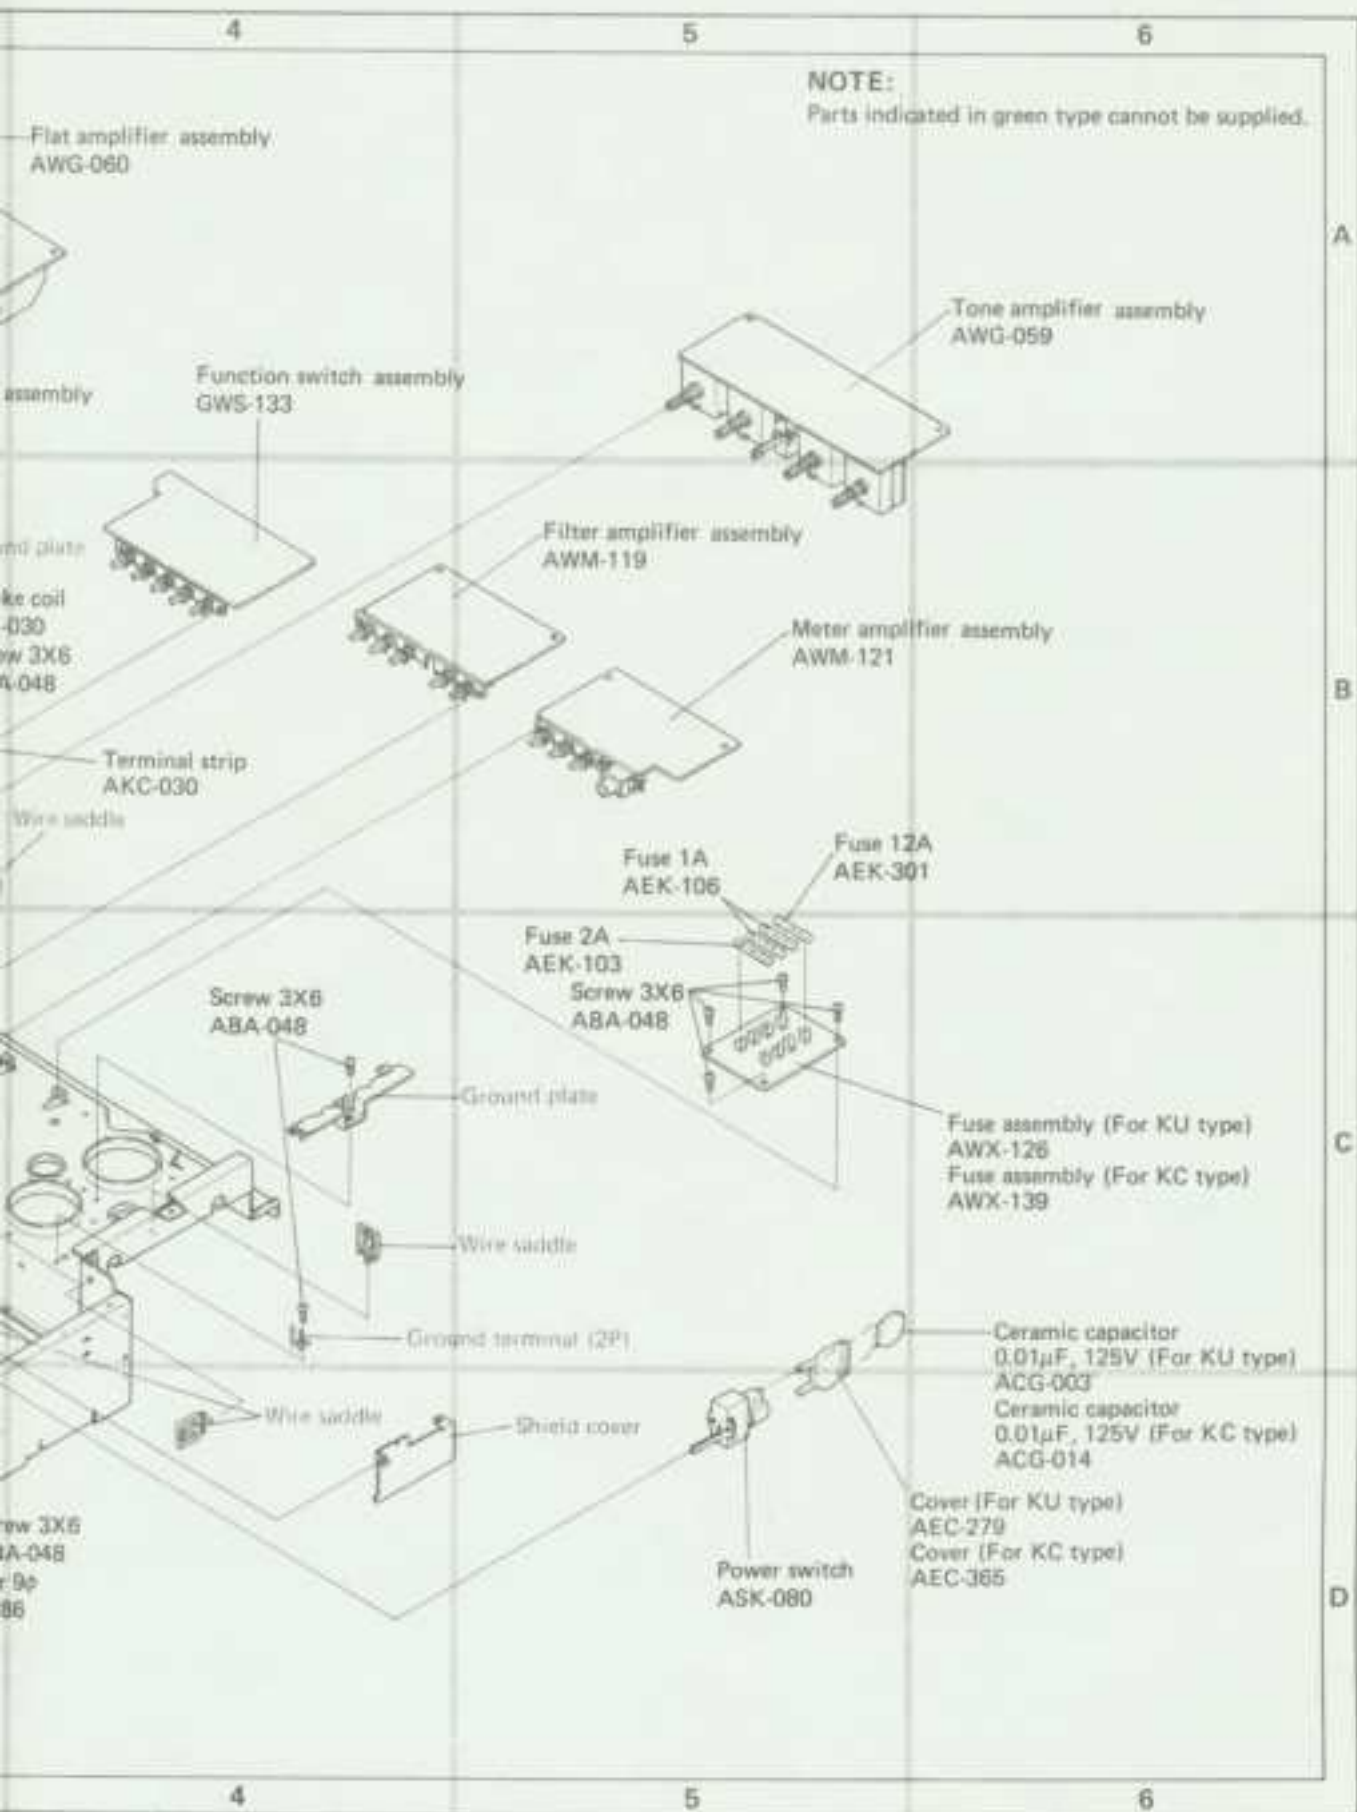 4
5
6
NOTE:
Parts indicated in green type cannot be supplied.
Flat amplifier assembly
AWG-060
A
Tone amplifier assembly
AWG-059
Function switch assembly
GWS-133
assembly
Filter amplifier assembly
AWM-119
plate
coil
-030
3X6
-048
Meter amplifier assembly
AWM-121
B
Terminal strip
AKC-030
Wire saddle
Fuse 1A
AEK-106
Fuse 12A
AEK-301
Fuse 2A
AEK-103
Screw 3X6
ABA-048
Screw 3X6
ABA-048
Ground plate
Fuse assembly (For KU type)
AWX-126
Fuse assembly (For KC type)
AWX-139
C
Wire saddle
Ground terminal (2P)
Ceramic capacitor
0.01μF, 125V (For KU type)
ACG-003
Ceramic capacitor
0.01μF, 125V (For KC type)
ACG-014
Wire saddle
Shield cover
Cover (For KU type)
AEC-279
Cover (For KC type)
AEC-365
Power switch
ASK-080
3X6
A-048
9φ
86
D
4
5
6